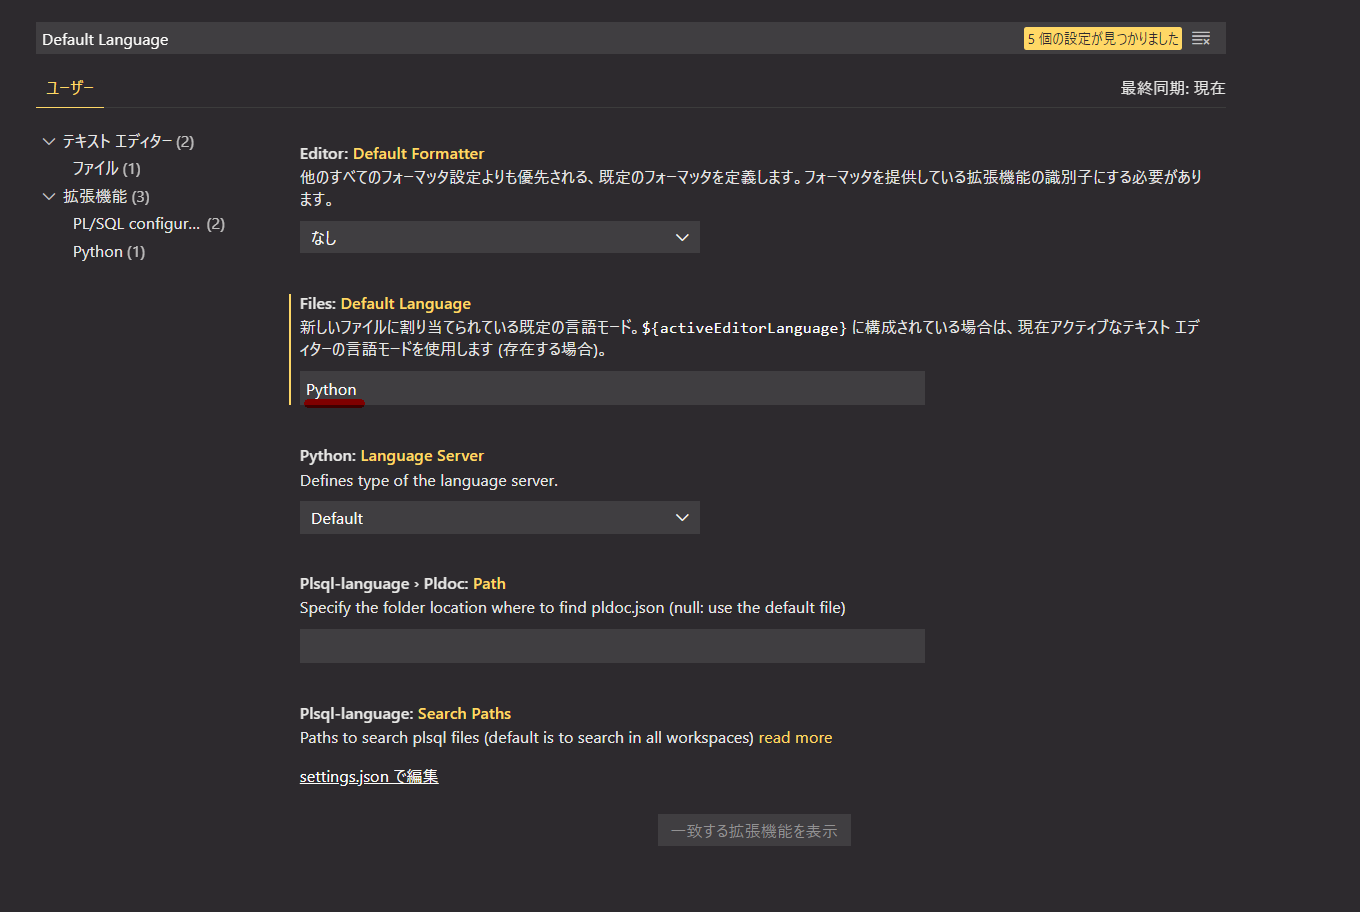 Default Language
5 個の設定が見つかりました
ユーザー
最終同期: 現在
テキスト エディター (2)
ファイル (1)
拡張機能 (3)
PL/SQL configur... (2)
Python (1)
Editor: Default Formatter
他のすべてのフォーマッタ設定よりも優先される、既定のフォーマッタを定義します。フォーマッタを提供している拡張機能の識別子にする必要があり
ます。
なし
Files: Default Language
新しいファイルに割り当てられている既定の言語モード。${activeEditorLanguage} に構成されている場合は、現在アクティブなテキスト エデ
ィターの言語モードを使用します (存在する場合)。
Python
Python: Language Server
Defines type of the language server.
Default
Plsql-language › Pldoc: Path
Specify the folder location where to find pldoc.json (null: use the default file)
Plsql-language: Search Paths
Paths to search plsql files (default is to search in all workspaces) read more
settings.json で編集
一致する拡張機能を表示